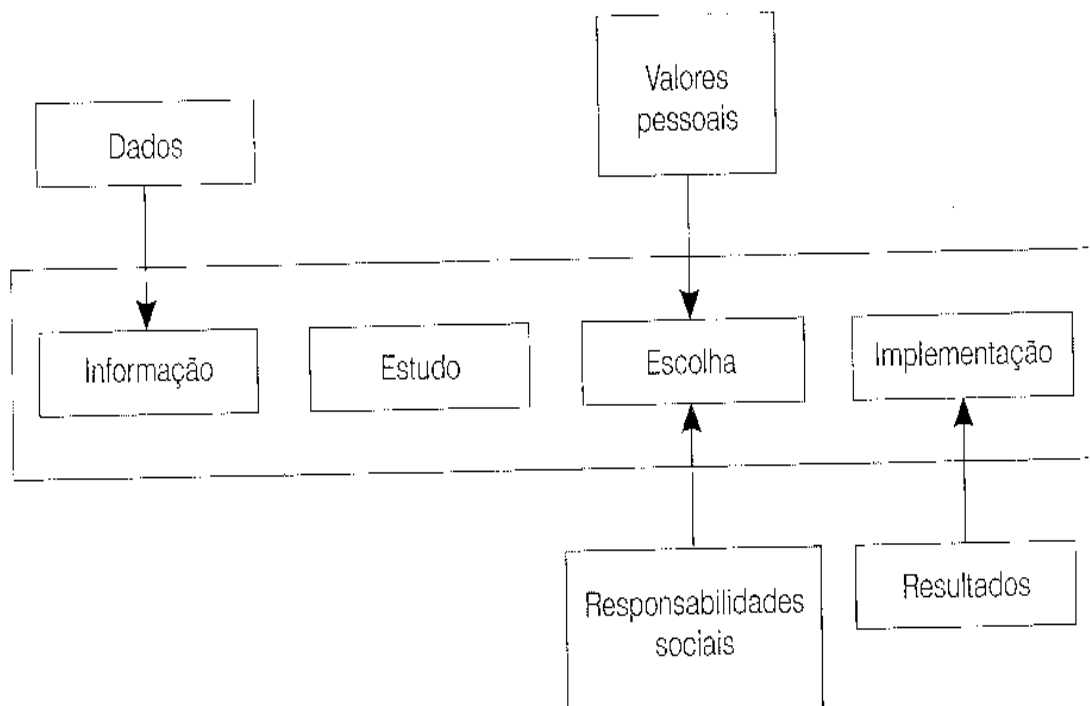 Valores
pessoais
Dados
Informação
Estudo
Escolha
Implementação
Responsabilidades
sociais
Resultados